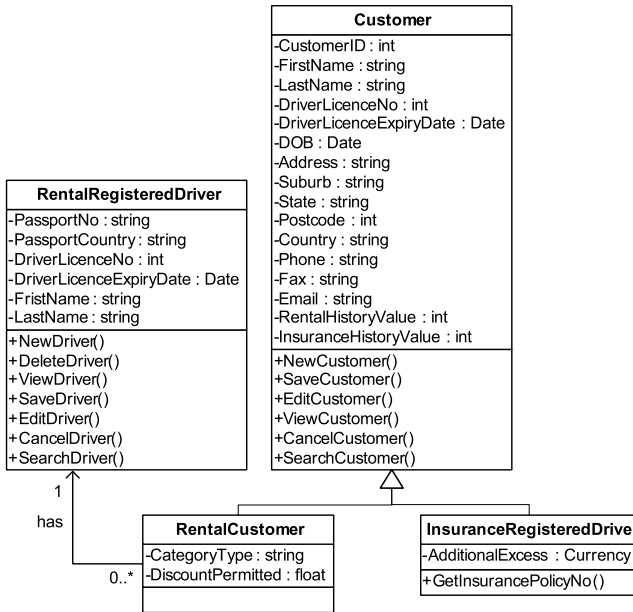 Customer
-CustomerID : int
-FirstName : string
-LastName : string
-DriverLicenceNo : int
-DriverLicenceExpiryDate : Date
-DOB : Date
-Address : string
-Suburb : string
-State : string
-Postcode : int
-Country : string
-Phone : string
-Fax : string
-Email : string
-RentalHistoryValue : int
-InsuranceHistoryValue : int
+NewCustomer()
+SaveCustomer()
+EditCustomer()
+ViewCustomer()
+CancelCustomer()
+SearchCustomer()
RentalRegisteredDriver
-PassportNo : string
-PassportCountry : string
-DriverLicenceNo : int
-DriverLicenceExpiryDate : Date
-FristName : string
-LastName : string
+NewDriver()
+DeleteDriver()
+ViewDriver()
+SaveDriver()
+EditDriver()
+CancelDriver()
+SearchDriver()
1
has
0..*
RentalCustomer
-CategoryType : string
-DiscountPermitted : float
InsuranceRegisteredDrive
-AdditionalExcess : Currency
+GetInsurancePolicyNo()